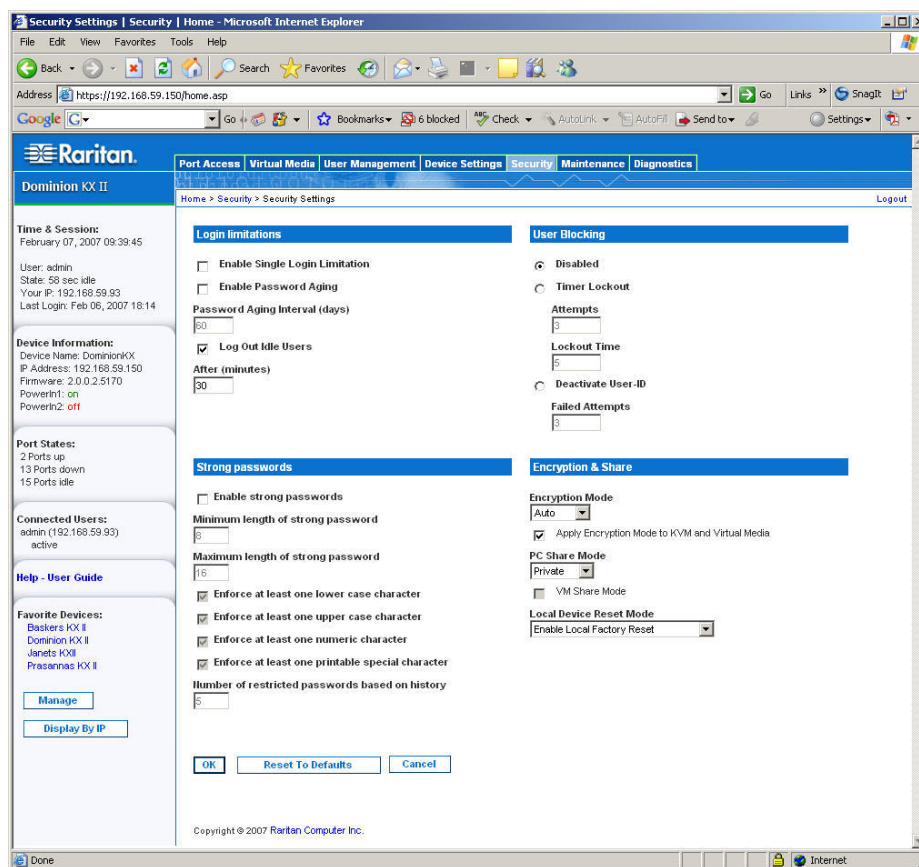 Security Settings | Security | Home - Microsoft Internet Explorer
File Edit View Favorites Tools Help
Back Search Favorites
Address https://192.168.59.150/home.asp Go Links » SnagIt
Google G Go Bookmarks 6 blocked ABC Check AutoLink AutoFill Send to Settings
Raritan.
Port Access Virtual Media User Management Device Settings Security Maintenance Diagnostics
Dominion KX II
Home > Security > Security Settings Logout
Time & Session:
February 07, 2007 09:39:45
User: admin
State: 58 sec idle
Your IP: 192.168.59.93
Last Login: Feb 06, 2007 18:14
Device Information:
Device Name: DominionKX
IP Address: 192.168.59.150
Firmware: 2.0.0.2.5170
PowerIn1: on
PowerIn2: off
Port States:
2 Ports up
13 Ports down
15 Ports idle
Connected Users:
admin (192.168.59.93)
active
Help - User Guide
Favorite Devices:
Baskers KX II
Dominion KX II
Janets KXII
Prasannas KX II
Manage
Display By IP
Login limitations
Enable Single Login Limitation
Enable Password Aging
Password Aging Interval (days)
60
Log Out Idle Users
After (minutes)
30
User Blocking
Disabled
Timer Lockout
Attempts
3
Lockout Time
5
Deactivate User-ID
Failed Attempts
3
Strong passwords
Enable strong passwords
Minimum length of strong password
8
Maximum length of strong password
16
Enforce at least one lower case character
Enforce at least one upper case character
Enforce at least one numeric character
Enforce at least one printable special character
Number of restricted passwords based on history
5
Encryption & Share
Encryption Mode
Auto
Apply Encryption Mode to KVM and Virtual Media
PC Share Mode
Private
VM Share Mode
Local Device Reset Mode
Enable Local Factory Reset
OK Reset To Defaults Cancel
Copyright © 2007 Raritan Computer Inc.
Done Internet